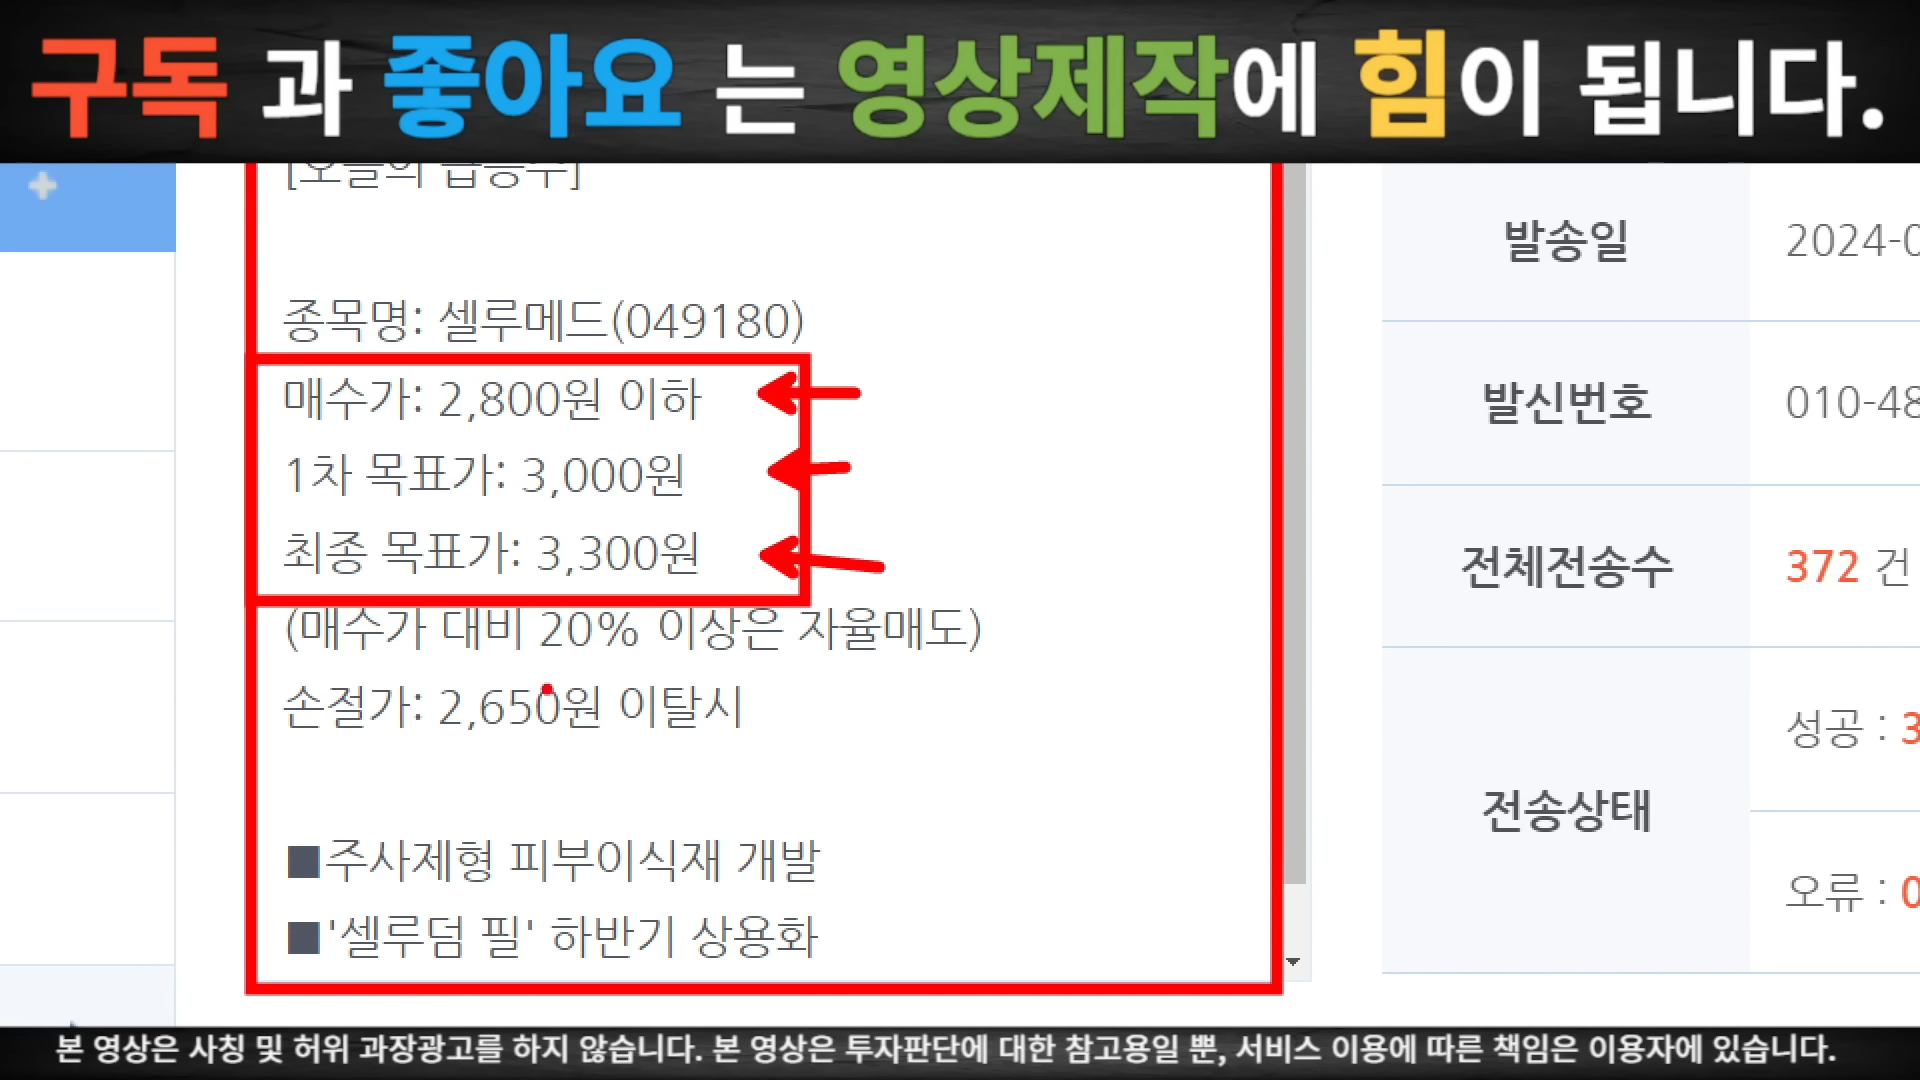 구독 과 좋아요 는 영상제작에 힘이 됩니다.
[오늘의 급등주]
종목명: 셀루메드(049180)
매수가: 2,800원 이하
1차 목표가: 3,000원
최종 목표가: 3,300원
(매수가 대비 20% 이상은 자율매도)
손절가: 2,650원 이탈시
■주사제형 피부이식재 개발
■'셀루덤 필' 하반기 상용화
발송일 2024-0
발신번호 010-48
전체전송수 372 건
전송상태
성공 : 3
오류 : 0
본 영상은 사칭 및 허위 과장광고를 하지 않습니다. 본 영상은 투자판단에 대한 참고용일 뿐, 서비스 이용에 따른 책임은 이용자에 있습니다.